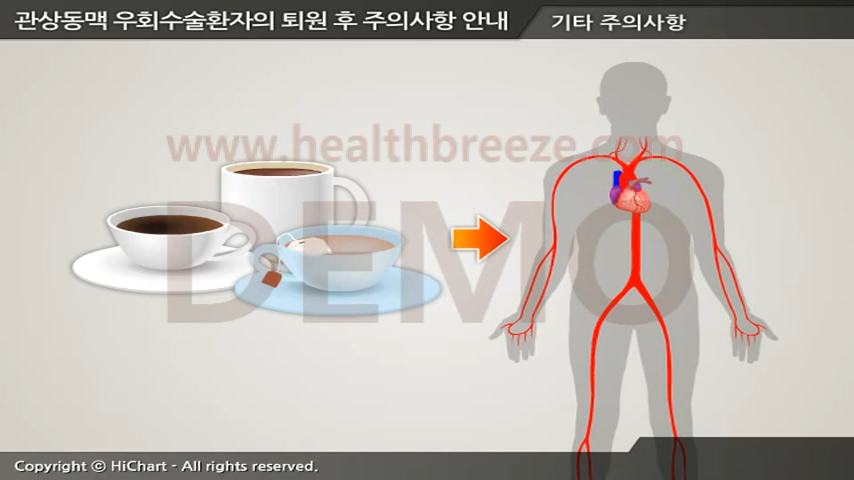 관상동맥 우회수술환자의 퇴원 후 주의사항 안내
기타 주의사항
www.healthbreeze.com
DEMO
Copyright ⓒ HiChart - All rights reserved.